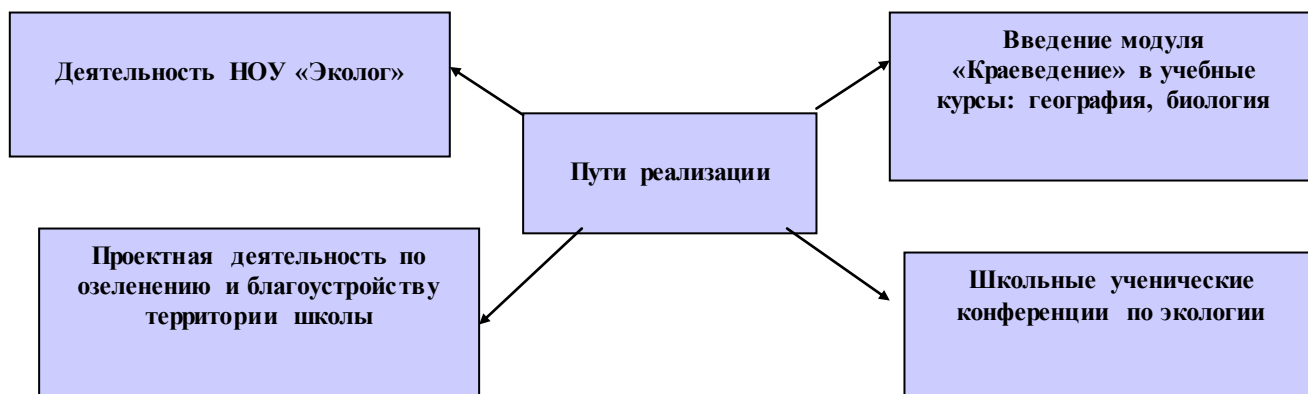 Деятельность НОУ «Эколог»
Введение модуля
«Краеведение» в учебные
курсы: география, биология
Пути реализации
Проектная деятельность по
озеленению и благоустройству
территории школы
Школьные ученические
конференции по экологии